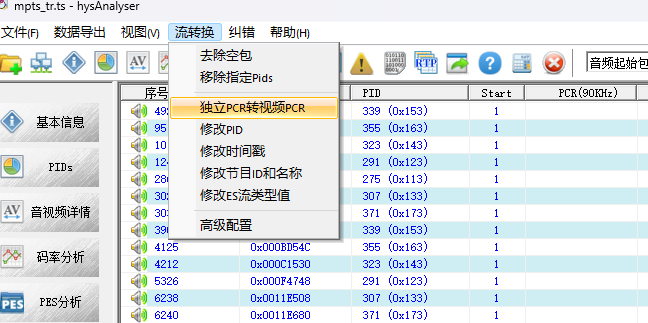 mpts_tr.ts - hysAnalyser
文件(F) 数据导出 视图(V) 流转换 纠错 帮助(H)
AV RTP 音频起始包
去除空包
移除指定Pids
独立PCR转视频PCR
修改PID
修改时间戳
修改节目ID和名称
修改ES流类型值
高级配置
基本信息
PIDs
AV 音视频详情
码率分析
PES PES分析
序号 PID Start PCR(90KHz)
339 (0x153) 1
95 355 (0x163) 1
10 323 (0x143) 1
124 291 (0x123) 1
286 275 (0x113) 1
307 (0x133) 1
371 (0x173) 1
339 (0x153) 1
4125 0x000BD54C 355 (0x163) 1
4212 0x000C1530 323 (0x143) 1
5326 0x000F4748 291 (0x123) 1
6238 0x0011E508 307 (0x133) 1
6240 0x0011E680 371 (0x173) 1